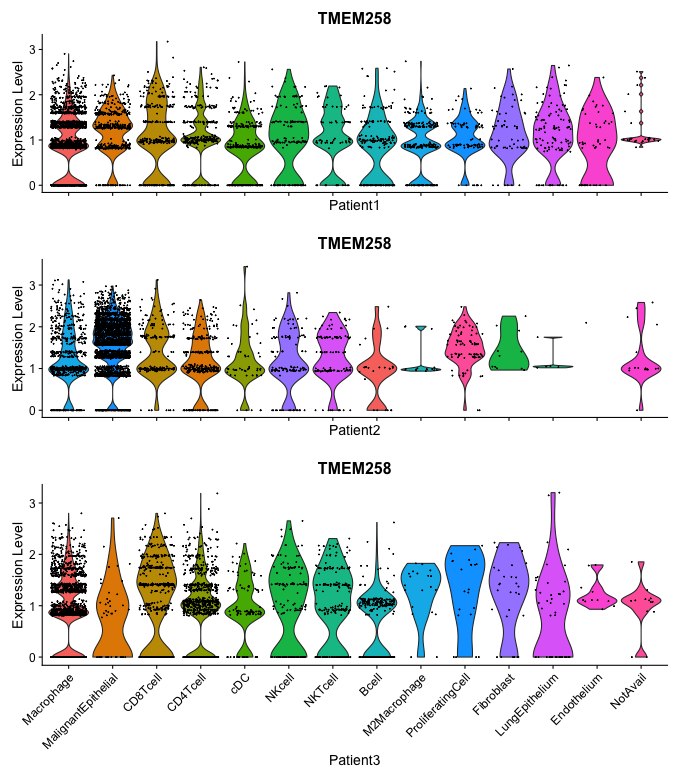 TMEM258
Expression Level
3
2
1
0
Patient1
TMEM258
Expression Level
3
2
1
0
Patient2
TMEM258
Expression Level
3
2
1
0
Macrophage
MalignantEpithelial
CD8Tcell
CD4Tcell
cDC
NKcell
NKTcell
Bcell
M2Macrophage
ProliferatingCell
Fibroblast
LungEpithelium
Endothelium
NotAvail
Patient3